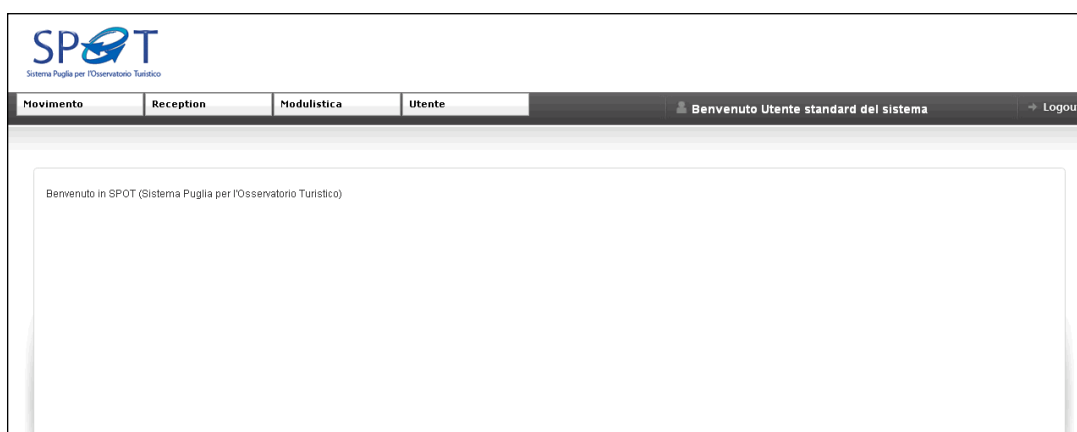 SPOT
Sistema Puglia per l'Osservatorio Turistico
Movimento Reception Modulistica Utente Benvenuto Utente standard del sistema Logou
Benvenuto in SPOT (Sistema Puglia per l'Osservatorio Turistico)